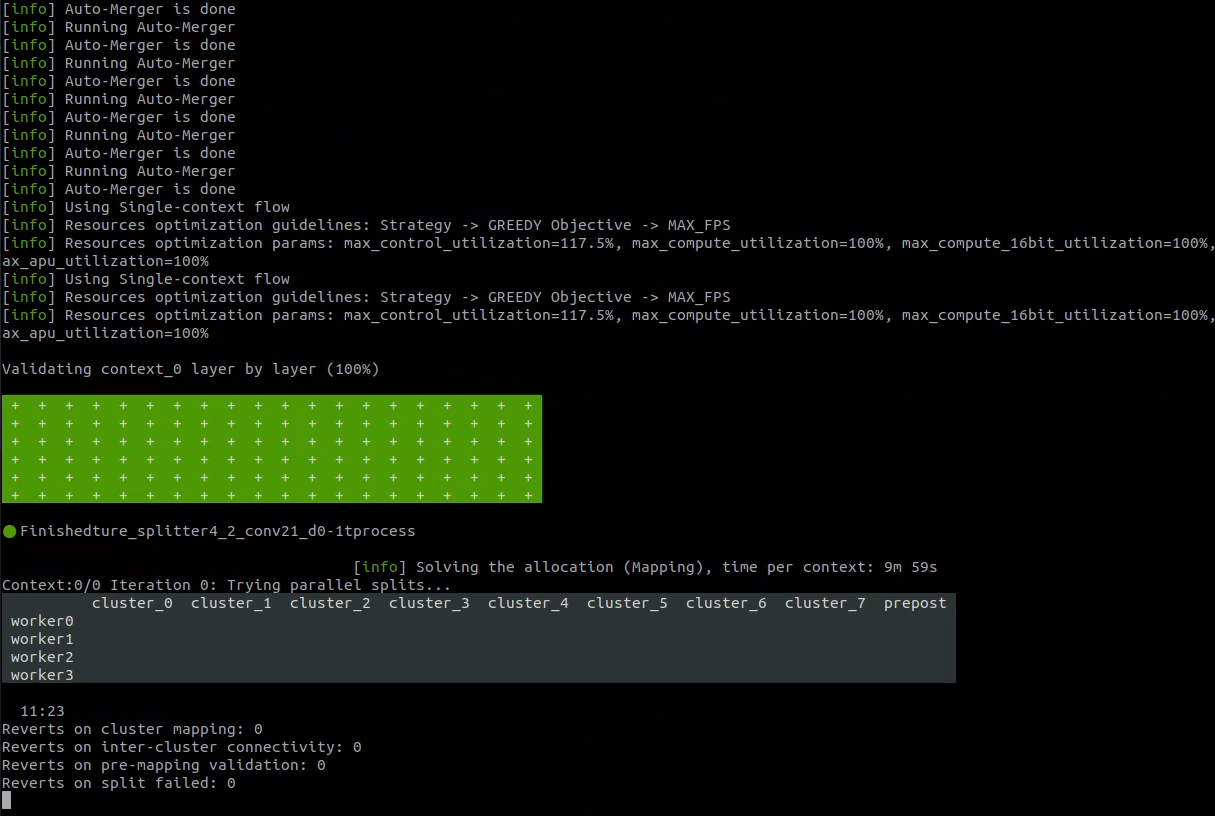 [info] Auto-Merger is done
[info] Running Auto-Merger
[info] Auto-Merger is done
[info] Running Auto-Merger
[info] Auto-Merger is done
[info] Running Auto-Merger
[info] Auto-Merger is done
[info] Running Auto-Merger
[info] Auto-Merger is done
[info] Running Auto-Merger
[info] Auto-Merger is done
[info] Using Single-context flow
[info] Resources optimization guidelines: Strategy -> GREEDY Objective -> MAX_FPS
[info] Resources optimization params: max_control_utilization=117.5%, max_compute_utilization=100%, max_compute_16bit_utilization=100%,
ax_apu_utilization=100%
[info] Using Single-context flow
[info] Resources optimization guidelines: Strategy -> GREEDY Objective -> MAX_FPS
[info] Resources optimization params: max_control_utilization=117.5%, max_compute_utilization=100%, max_compute_16bit_utilization=100%,
ax_apu_utilization=100%
Validating context_0 layer by layer (100%)
+ + + + + + + + + + + + + + + + + + + +
+ + + + + + + + + + + + + + + + + + + +
+ + + + + + + + + + + + + + + + + + + +
+ + + + + + + + + + + + + + + + + + + +
+ + + + + + + + + + + + + + + + + + + +
+ + + + + + + + + + + + + + + + + + + +
Finishedture_splitter4_2_conv21_d0-1tprocess
[info] Solving the allocation (Mapping), time per context: 9m 59s
Context:0/0 Iteration 0: Trying parallel splits...
cluster_0 cluster_1 cluster_2 cluster_3 cluster_4 cluster_5 cluster_6 cluster_7 prepost
worker0
worker1
worker2
worker3
11:23
Reverts on cluster mapping: 0
Reverts on inter-cluster connectivity: 0
Reverts on pre-mapping validation: 0
Reverts on split failed: 0